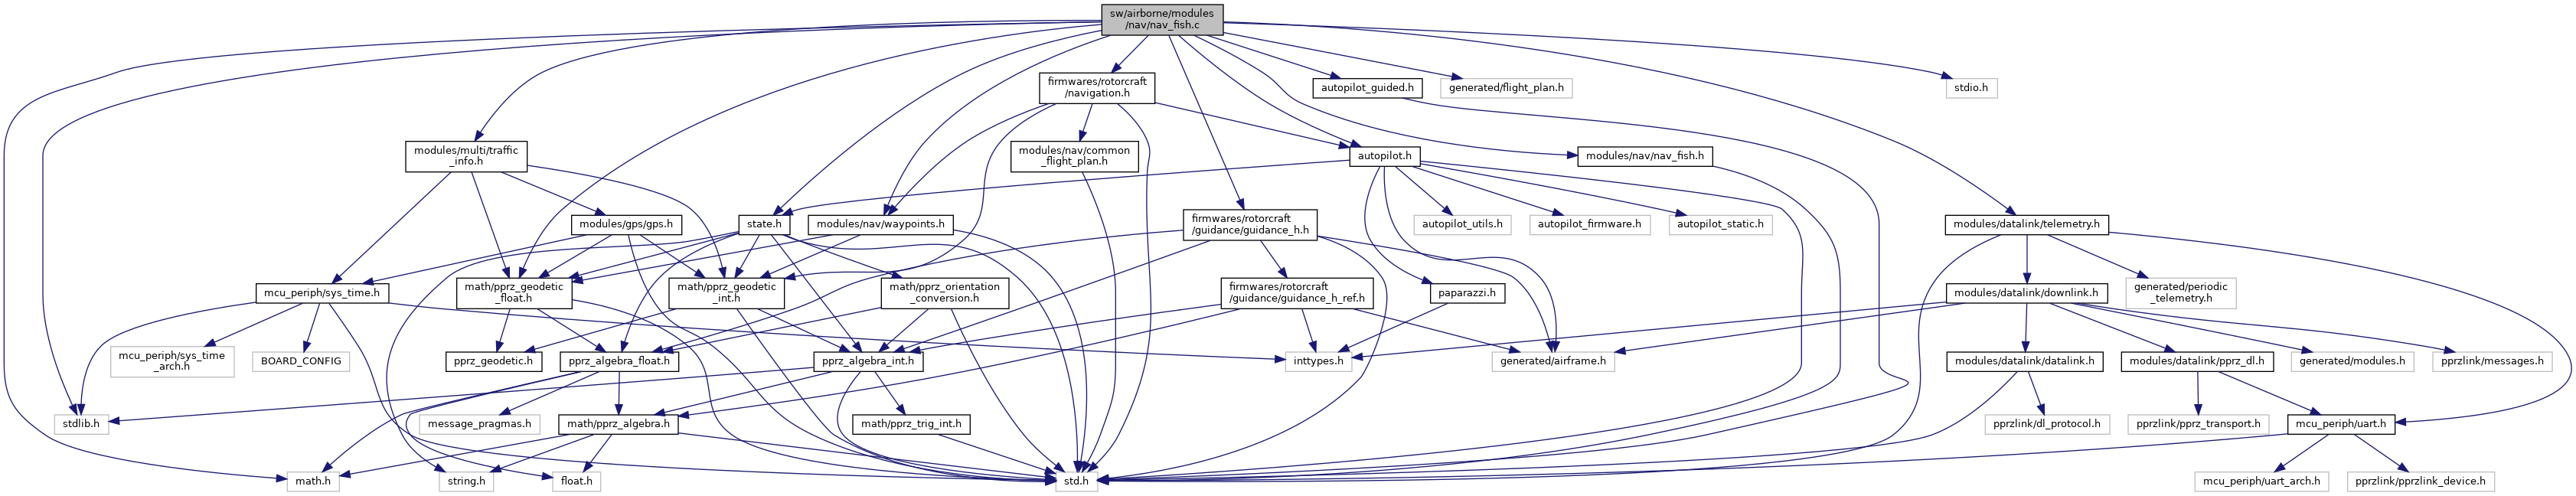 sw/airborne/modules
/nav/nav_fish.c
firmwares/rotorcraft
/navigation.h
autopilot_guided.h
generated/flight_plan.h
stdio.h
modules/multi/traffic
_info.h
modules/nav/common
_flight_plan.h
autopilot.h
modules/nav/nav_fish.h
modules/gps/gps.h
state.h
modules/nav/waypoints.h
firmwares/rotorcraft
/guidance/guidance_h.h
autopilot_utils.h
autopilot_firmware.h
autopilot_static.h
modules/datalink/telemetry.h
mcu_periph/sys_time.h
math/pprz_geodetic
_float.h
math/pprz_geodetic
_int.h
math/pprz_orientation
_conversion.h
firmwares/rotorcraft
/guidance/guidance_h_ref.h
paparazzi.h
modules/datalink/downlink.h
generated/periodic
_telemetry.h
mcu_periph/sys_time
_arch.h
BOARD_CONFIG
pprz_geodetic.h
pprz_algebra_float.h
pprz_algebra_int.h
inttypes.h
generated/airframe.h
modules/datalink/datalink.h
modules/datalink/pprz_dl.h
generated/modules.h
pprzlink/messages.h
stdlib.h
message_pragmas.h
math/pprz_algebra.h
math/pprz_trig_int.h
pprzlink/dl_protocol.h
pprzlink/pprz_transport.h
mcu_periph/uart.h
math.h
string.h
float.h
std.h
mcu_periph/uart_arch.h
pprzlink/pprzlink_device.h